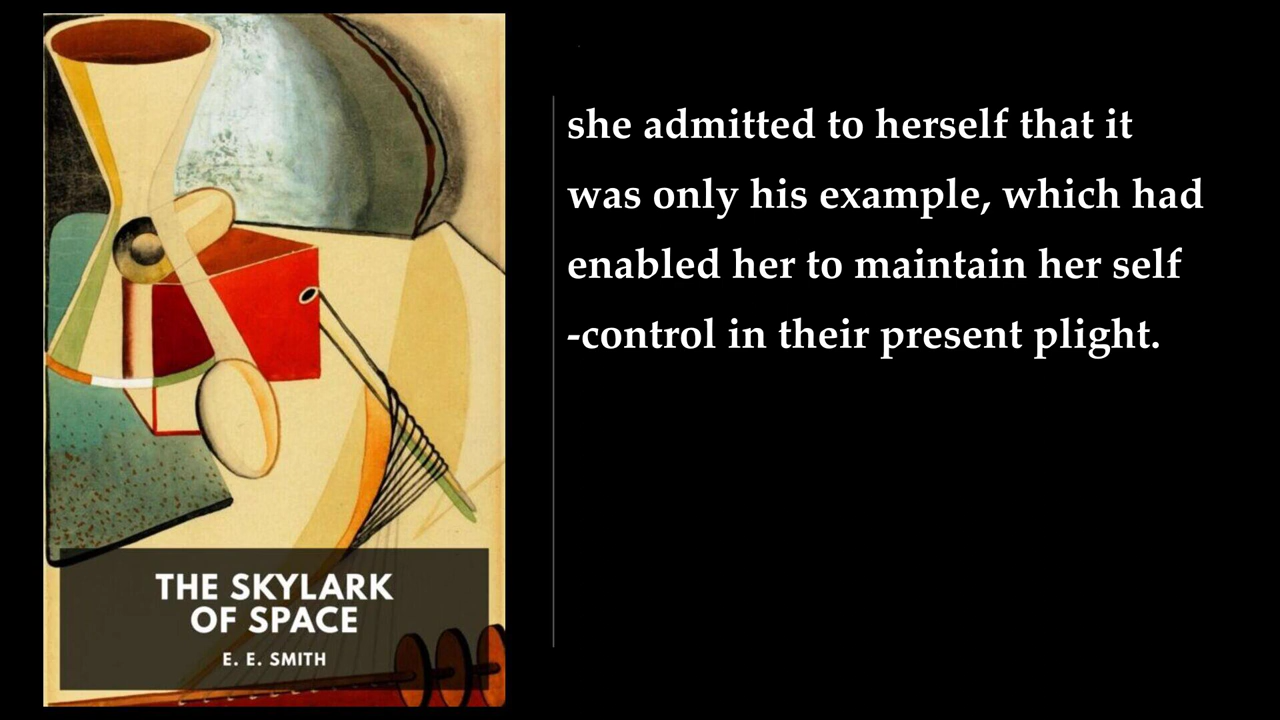 THE SKYLARK
OF SPACE
E. E. SMITH
she admitted to herself that it
was only his example, which had
enabled her to maintain her self
-control in their present plight.